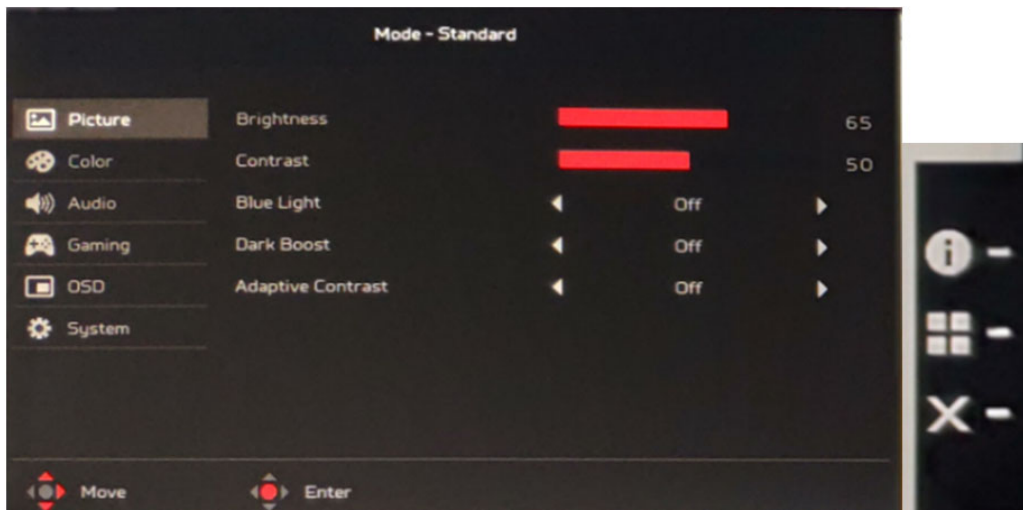 Mode - Standard
Picture Brightness 65
Color Contrast 50
Audio Blue Light Off
Gaming Dark Boost Off
OSD Adaptive Contrast Off
System
Move Enter